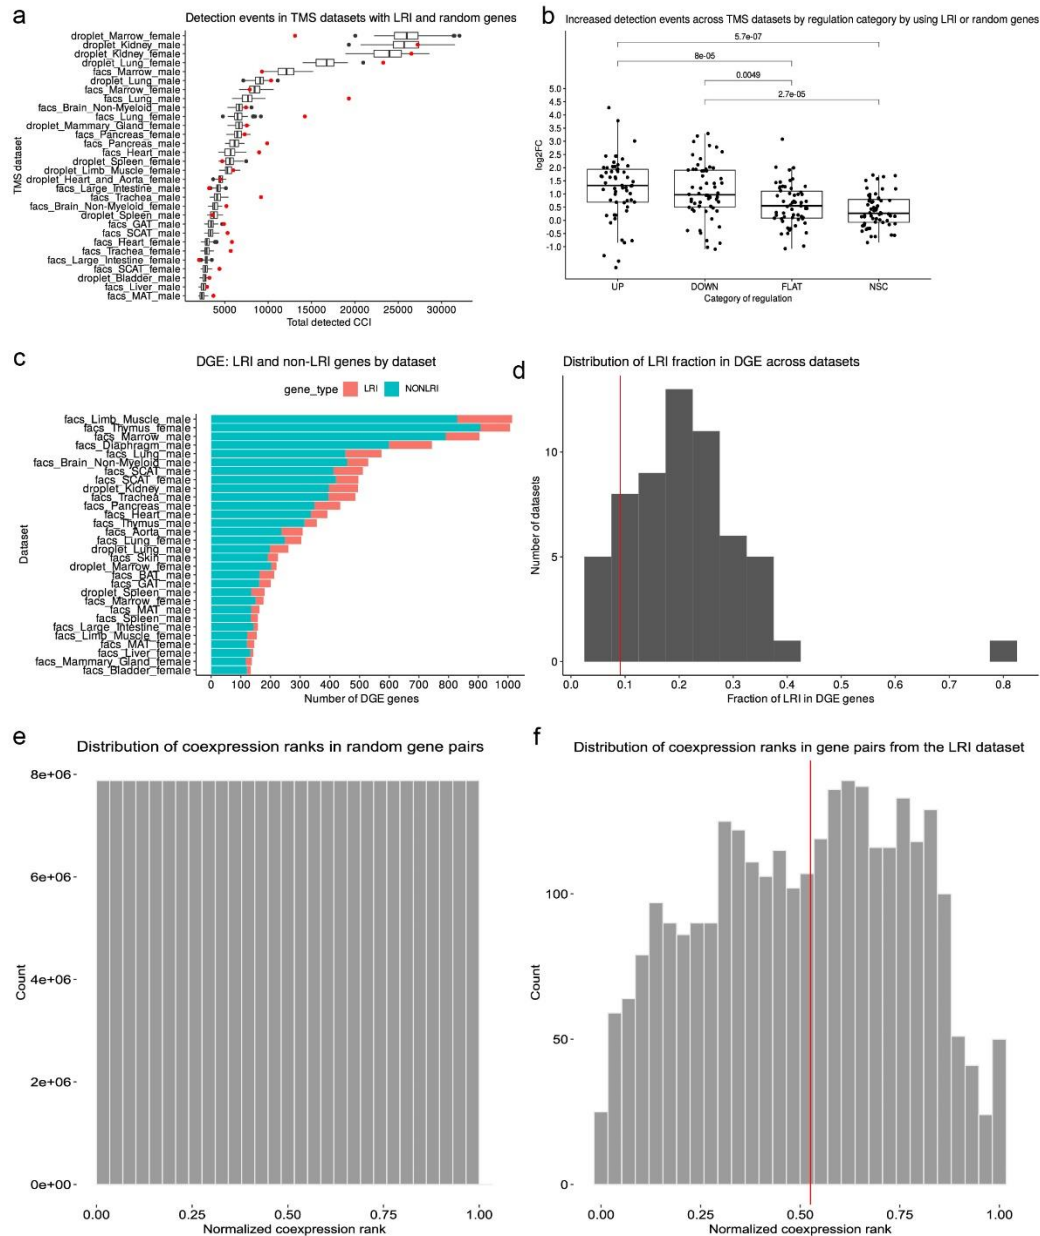 a
Detection events in TMS datasets with LRI and random genes
TMS dataset
droplet_Marrow_female
droplet_Kidney_male
droplet_Kidney_female
droplet_Lung_female
facs_Marrow_male
droplet_Lung_male
facs_Marrow_female
facs_Lung_male
facs_Brain_Non-Myeloid_male
facs_Lung_female
droplet_Mammary_Gland_female
facs_Pancreas_female
facs_Pancreas_male
facs_Heart_male
droplet_Spleen_female
droplet_Limb_Muscle_female
droplet_Heart_and_Aorta_female
facs_Large_Intestine_male
facs_Trachea_male
facs_Brain_Non-Myeloid_female
droplet_Spleen_male
facs_GAT_male
facs_SCAT_male
facs_Heart_female
facs_Trachea_female
facs_Large_Intestine_female
facs_SCAT_female
droplet_Bladder_male
facs_Liver_male
facs_MAT_male
5000 10000 15000 20000 25000 30000
Total detected CCI
b
Increased detection events across TMS datasets by regulation category by using LRI or random genes
5.7e-07
8e-05
0.0049
2.7e-05
log2FC
5.0
4.5
4.0
3.5
3.0
2.5
2.0
1.5
1.0
0.5
0.0
-0.5
-1.0
UP DOWN FLAT NSC
Category of regulation
c
DGE: LRI and non-LRI genes by dataset
gene_type LRI NONLRI
Dataset
facs_Limb_Muscle_male
facs_Thymus_female
facs_Marrow_male
facs_Diaphragm_male
facs_Lung_male
facs_Brain_Non-Myeloid_male
facs_SCAT_male
facs_SCAT_female
droplet_Kidney_male
facs_Trachea_male
facs_Pancreas_male
facs_Heart_male
facs_Thymus_male
facs_Aorta_male
facs_Lung_female
droplet_Lung_male
facs_Skin_male
droplet_Marrow_female
facs_BAT_male
facs_GAT_male
droplet_Spleen_male
facs_Marrow_female
facs_MAT_male
facs_Spleen_male
facs_Large_Intestine_male
facs_Limb_Muscle_female
facs_MAT_female
facs_Liver_female
facs_Mammary_Gland_female
facs_Bladder_female
0 100 200 300 400 500 600 700 800 900 1000
Number of DGE genes
d
Distribution of LRI fraction in DGE across datasets
Number of datasets
10
5
0
0.0 0.1 0.2 0.3 0.4 0.5 0.6 0.7 0.8
Fraction of LRI in DGE genes
e
Distribution of coexpression ranks in random gene pairs
Count
8e+06
6e+06
4e+06
2e+06
0e+00
0.00 0.25 0.50 0.75 1.00
Normalized coexpression rank
f
Distribution of coexpression ranks in gene pairs from the LRI dataset
Count
100
50
0
0.00 0.25 0.50 0.75 1.00
Normalized coexpression rank